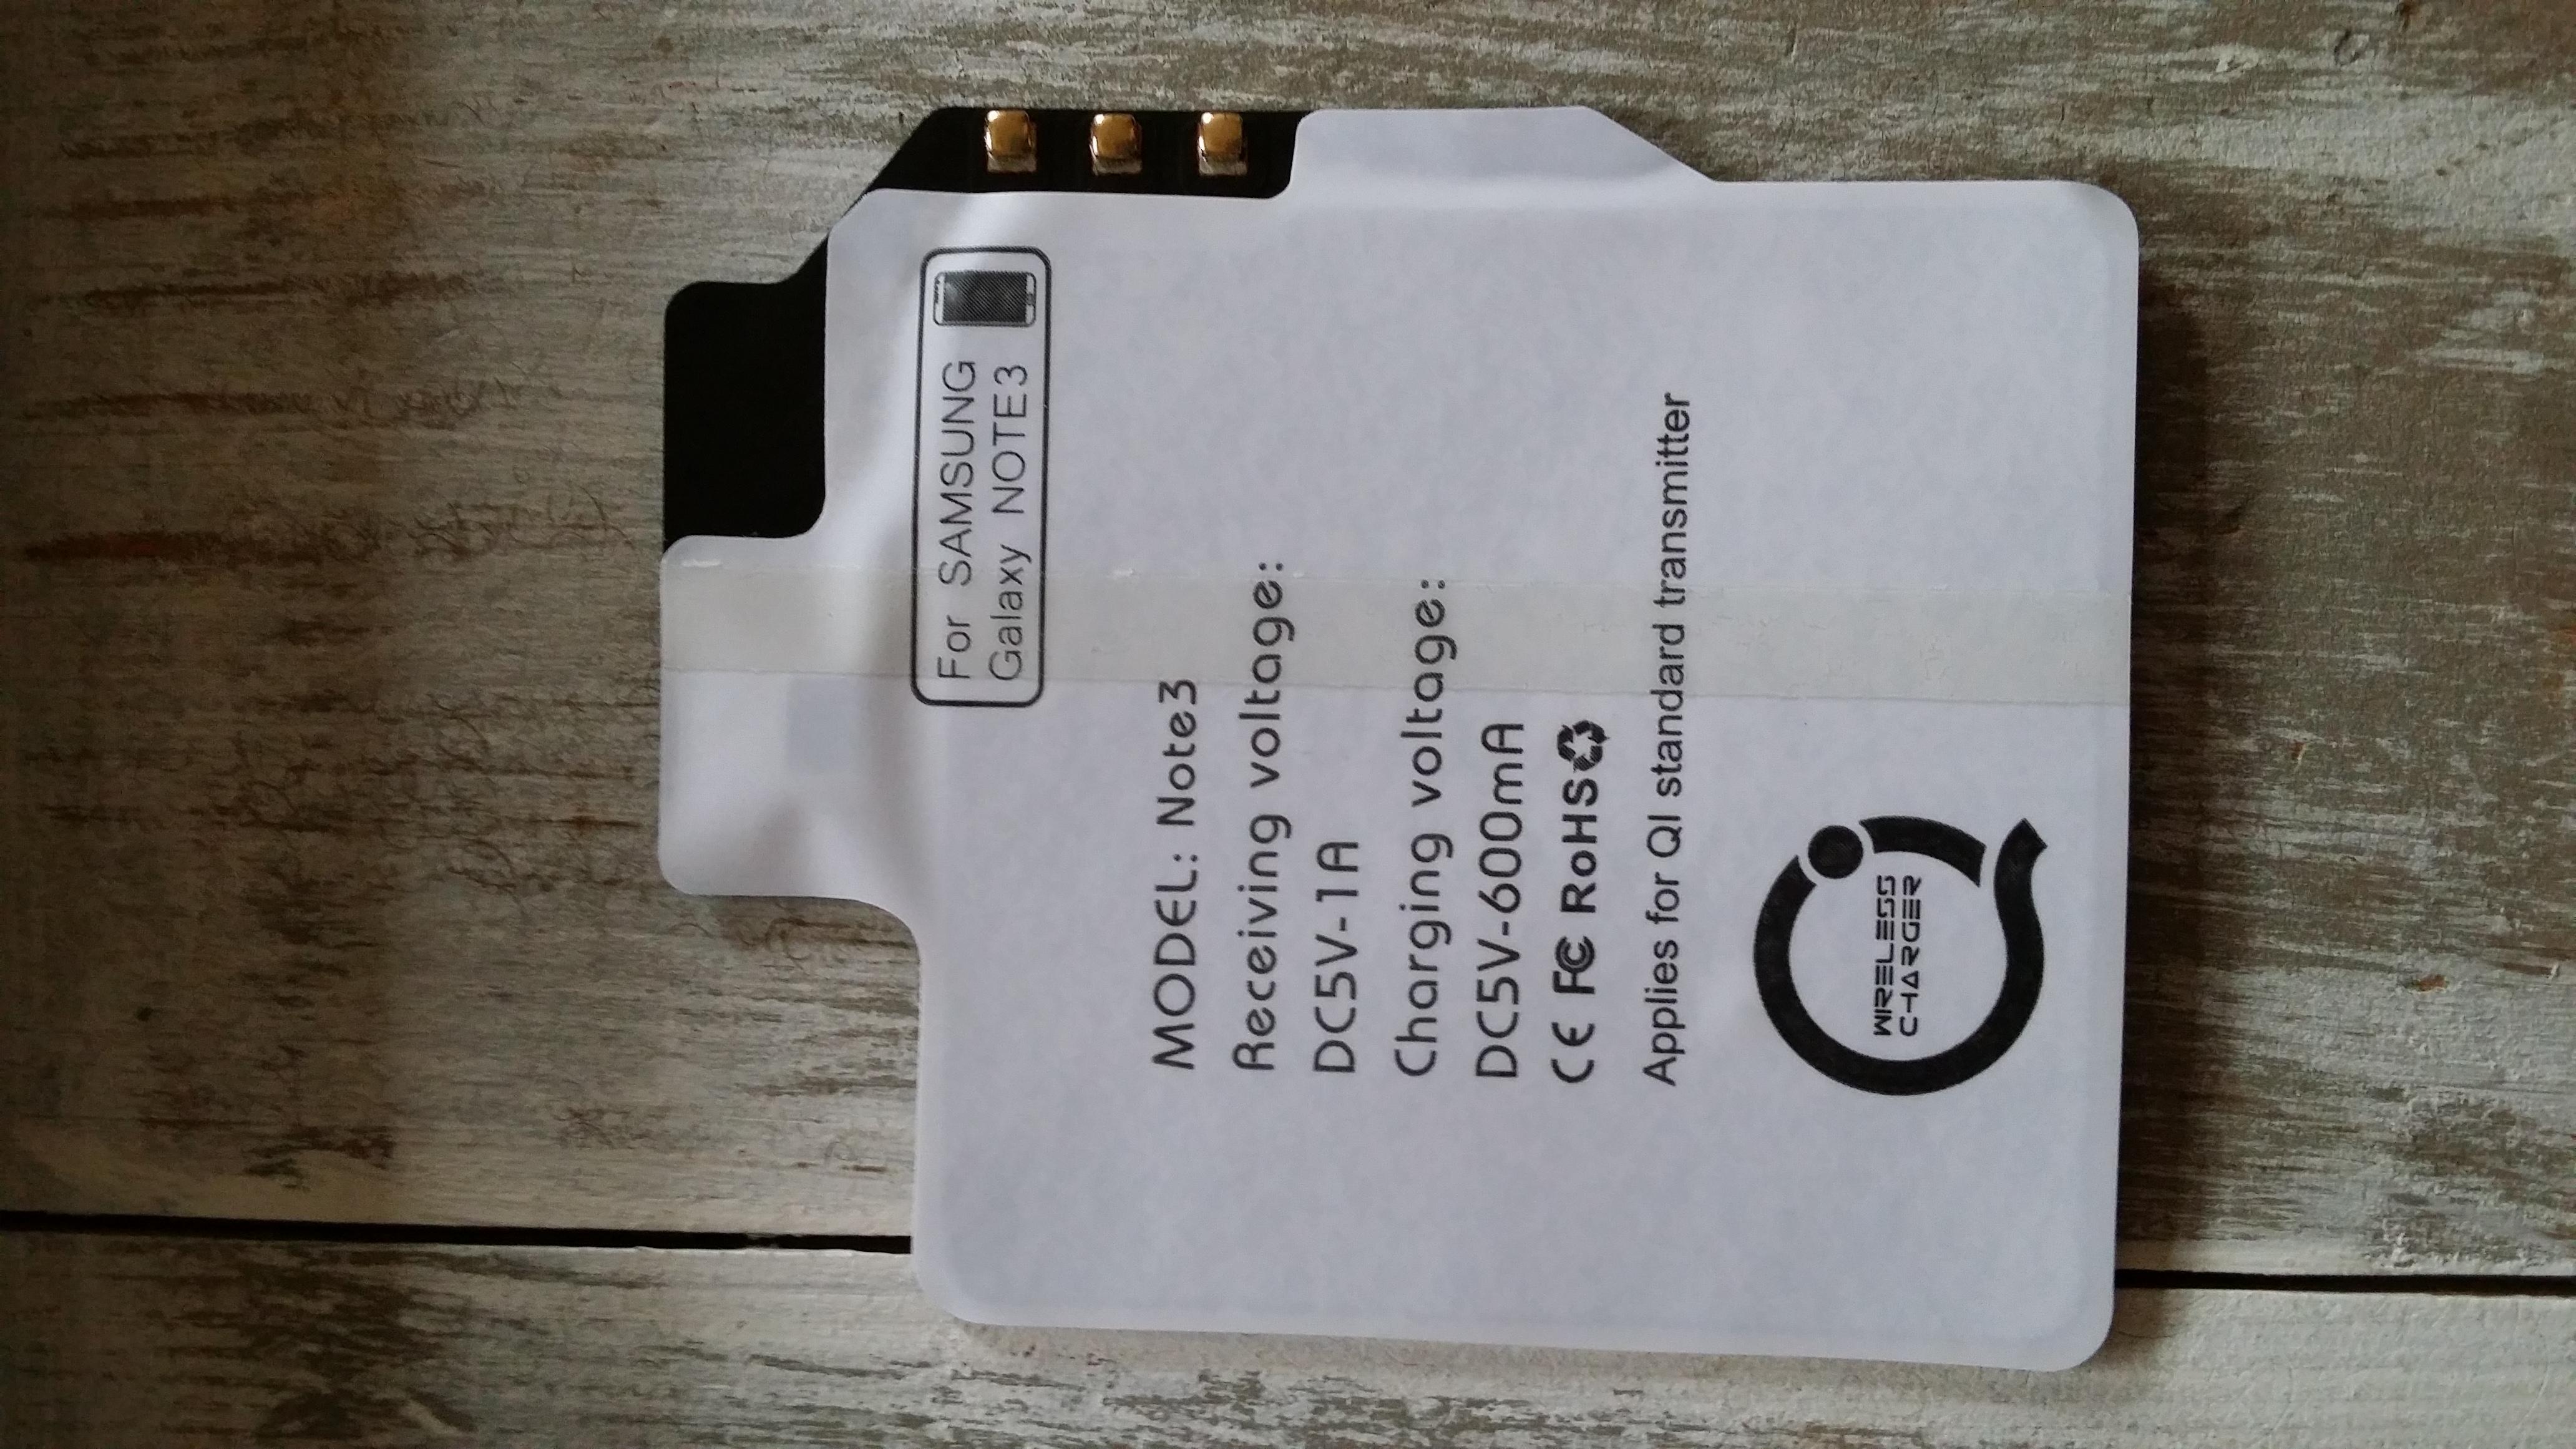 For SAMSUNG
Galaxy NOTE3
MODEL: Note3
Receiving voltage:
DC5V-1A
Charging voltage:
DC5V-600mA
CE FC RoHS
Applies for QI standard transmitter
WIRELESS
CHARGER